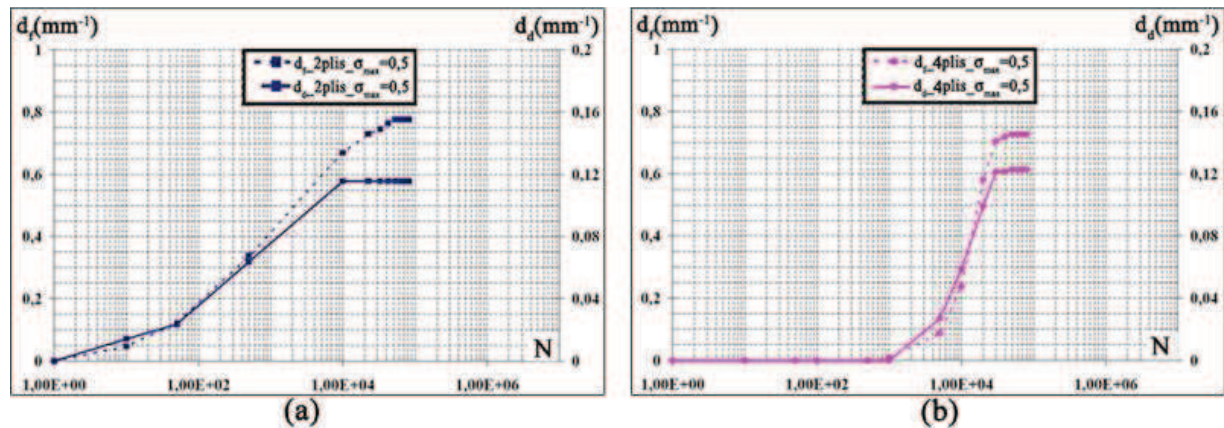 d_f(mm⁻¹) d_d(mm⁻¹)
1 0,2
d_f_2plis_σ_max=0,5
d_d_2plis_σ_max=0,5
0,8 0,16
0,6 0,12
0,4 0,08
0,2 0,04
N
0 0
1,00E+00 1,00E+02 1,00E+04 1,00E+06
(a)
d_f(mm⁻¹) d_d(mm⁻¹)
1 0,2
d_f_4plis_σ_max=0,5
d_d_4plis_σ_max=0,5
0,8 0,16
0,6 0,12
0,4 0,08
0,2 0,04
N
0 0
1,00E+00 1,00E+02 1,00E+04 1,00E+06
(b)